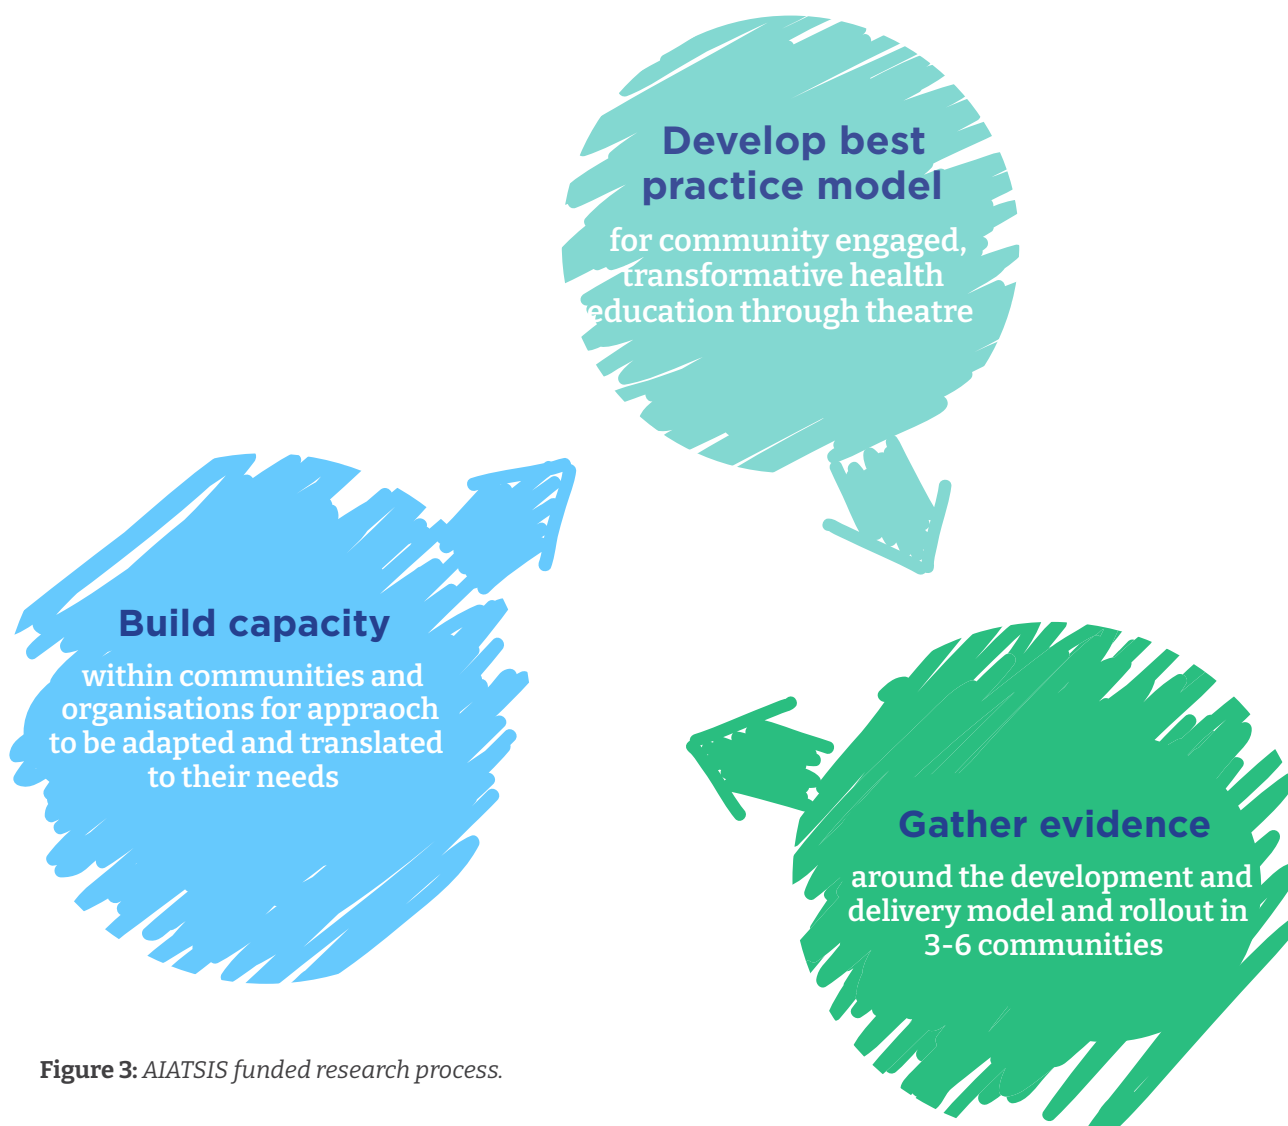 Develop best
practice model
for community engaged,
transformative health
education through theatre
Build capacity
within communities and
organisations for appraoch
to be adapted and translated
to their needs
Gather evidence
around the development and
delivery model and rollout in
3-6 communities
Figure 3: AIATSIS funded research process.